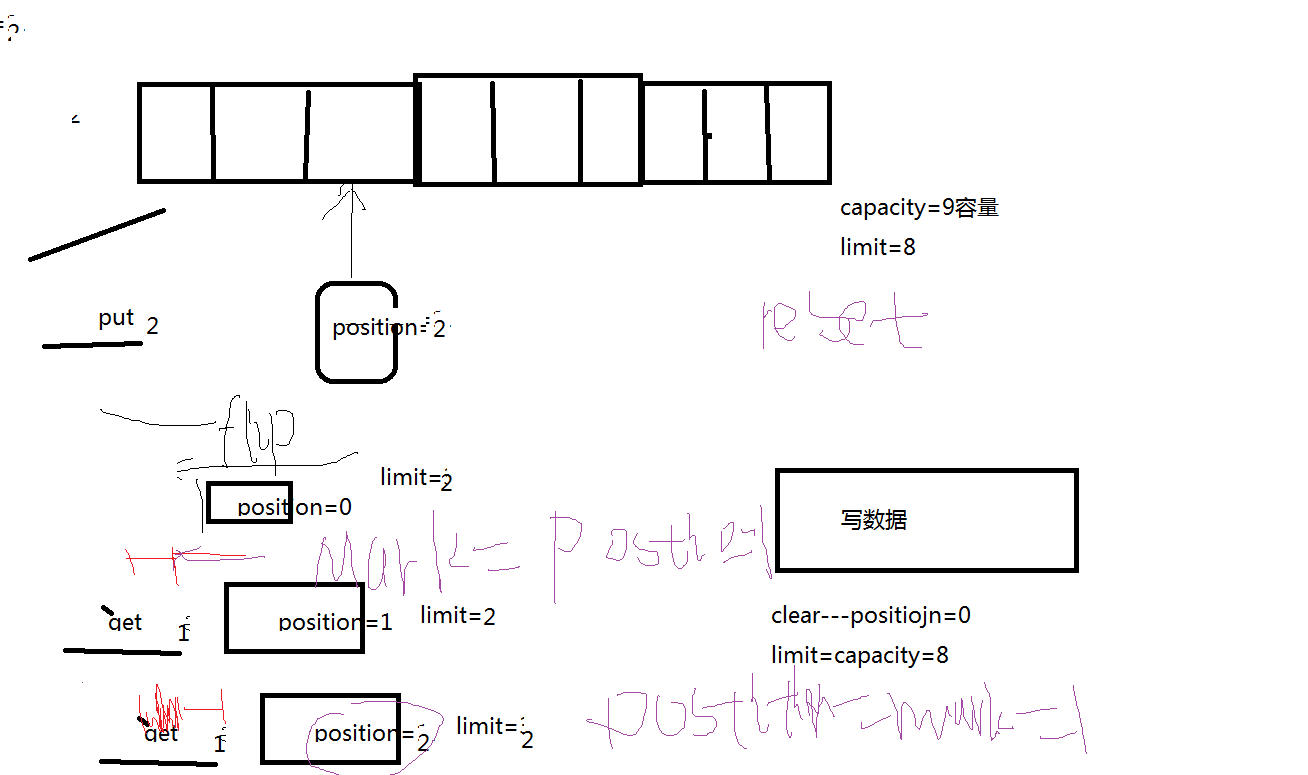 capacity=9容量
limit=8
reset
put 2
position=2
flip
limit=2
position=0
mark=position
写数据
get 1
position=1
limit=2
clear---positiojn=0
limit=capacity=8
get 1
position=2
limit=2
position=mark=1